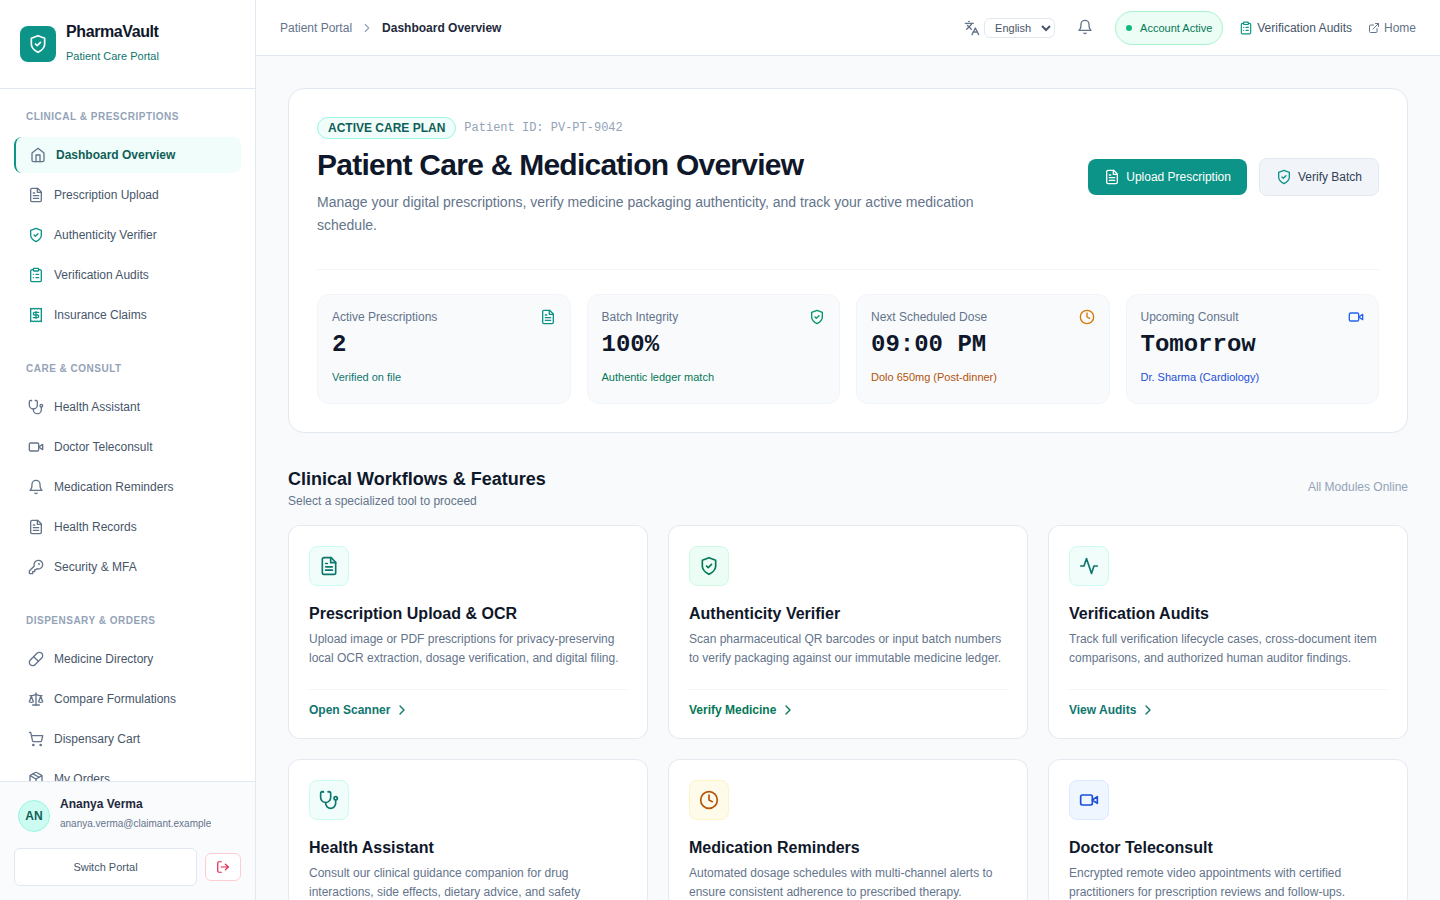 PharmaVault
Patient Care Portal
CLINICAL & PRESCRIPTIONS
Dashboard Overview
Prescription Upload
Authenticity Verifier
Verification Audits
Insurance Claims
CARE & CONSULT
Health Assistant
Doctor Teleconsult
Medication Reminders
Health Records
Security & MFA
DISPENSARY & ORDERS
Medicine Directory
Compare Formulations
Dispensary Cart
My Orders
AN
Ananya Verma
ananya.verma@claimant.example
Switch Portal
Patient Portal > Dashboard Overview
English
Account Active
Verification Audits
Home
ACTIVE CARE PLAN Patient ID: PV-PT-9042
Patient Care & Medication Overview
Manage your digital prescriptions, verify medicine packaging authenticity, and track your active medication
schedule.
Upload Prescription
Verify Batch
Active Prescriptions
2
Verified on file
Batch Integrity
100%
Authentic ledger match
Next Scheduled Dose
09:00 PM
Dolo 650mg (Post-dinner)
Upcoming Consult
Tomorrow
Dr. Sharma (Cardiology)
Clinical Workflows & Features
Select a specialized tool to proceed
All Modules Online
Prescription Upload & OCR
Upload image or PDF prescriptions for privacy-preserving
local OCR extraction, dosage verification, and digital filing.
Open Scanner
Authenticity Verifier
Scan pharmaceutical QR barcodes or input batch numbers
to verify packaging against our immutable medicine ledger.
Verify Medicine
Verification Audits
Track full verification lifecycle cases, cross-document item
comparisons, and authorized human auditor findings.
View Audits
Health Assistant
Consult our clinical guidance companion for drug
interactions, side effects, dietary advice, and safety
Medication Reminders
Automated dosage schedules with multi-channel alerts to
ensure consistent adherence to prescribed therapy.
Doctor Teleconsult
Encrypted remote video appointments with certified
practitioners for prescription reviews and follow-ups.